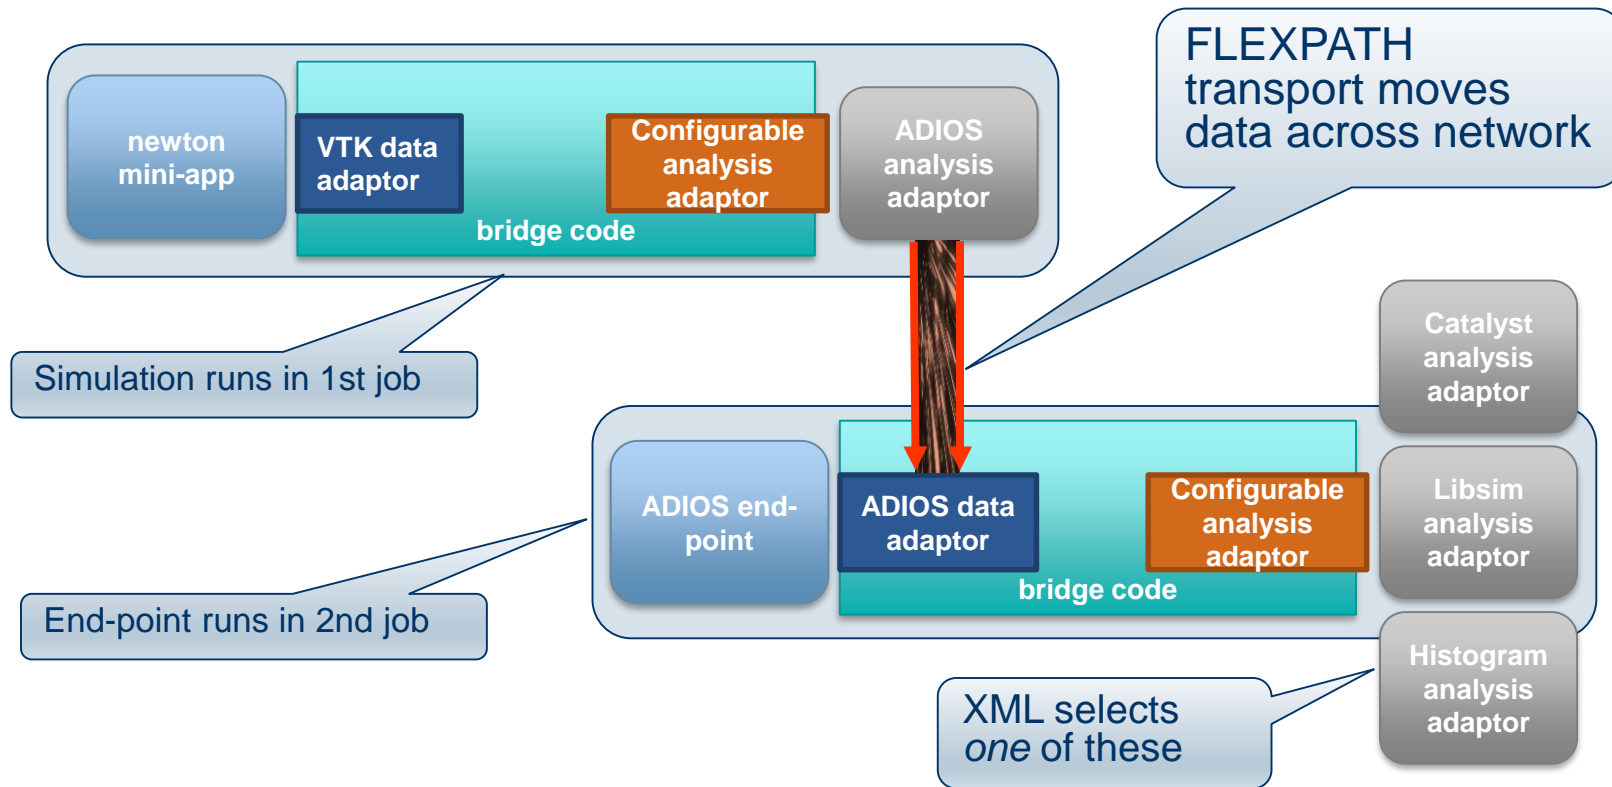 FLEXPATH
transport moves
data across network
newton
mini-app
VTK data
adaptor
Configurable
analysis
adaptor
bridge code
ADIOS
analysis
adaptor
Simulation runs in 1st job
Catalyst
analysis
adaptor
ADIOS end-
point
ADIOS data
adaptor
Configurable
analysis
adaptor
bridge code
Libsim
analysis
adaptor
End-point runs in 2nd job
Histogram
analysis
adaptor
XML selects
one of these